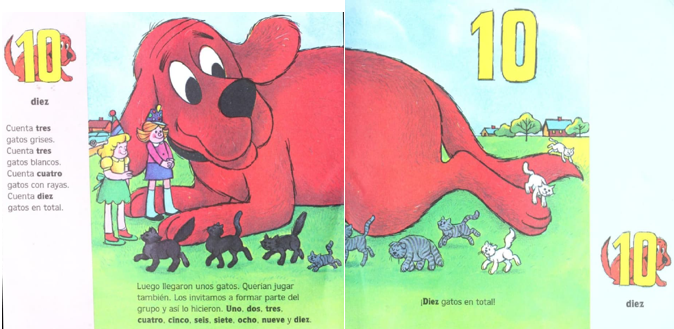 10
diez
Cuenta tres
gatos grises.
Cuenta tres
gatos blancos.
Cuenta cuatro
gatos con rayas.
Cuenta diez
gatos en total.
Luego llegaron unos gatos. Querían jugar
también. Los invitamos a formar parte del
grupo y así lo hicieron. Uno, dos, tres,
cuatro, cinco, seis, siete, ocho, nueve y diez.
10
¡Diez gatos en total!
10
diez